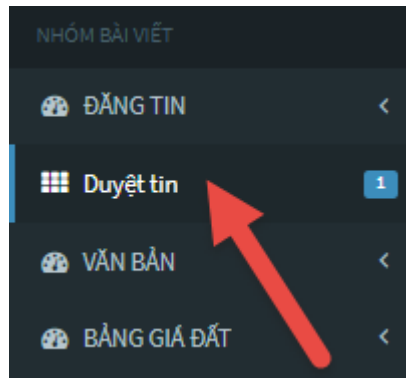 NHÓM BÀI VIẾT
ĐĂNG TIN
Duyệt tin 1
VĂN BẢN
BẢNG GIÁ ĐẤT